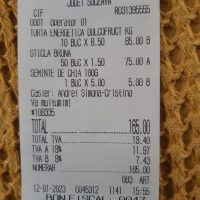 JUDET SUCEAVA
CIF RO31395555
0001 Operator 01
TURTA ENERGETICA DULCOFRUCT KG
10 BUC X 8.50 85.00 B
STICLA BRUNA
50 BUC X 1.50 75.00 A
SEMINTE DE CHIA 100G
1 BUC X 5.00 5.00 B
Casier: Andrei Simona-Cristina
Va multumim!
#106335
TOTAL 165.00
TOTAL TVA 19.40
TVA A 19% 11.97
TVA B 9% 7.43
NUMERAR 165.00
003 ART
12-01-2023 0045312 1141 15:55
BON FISCAL: 0047